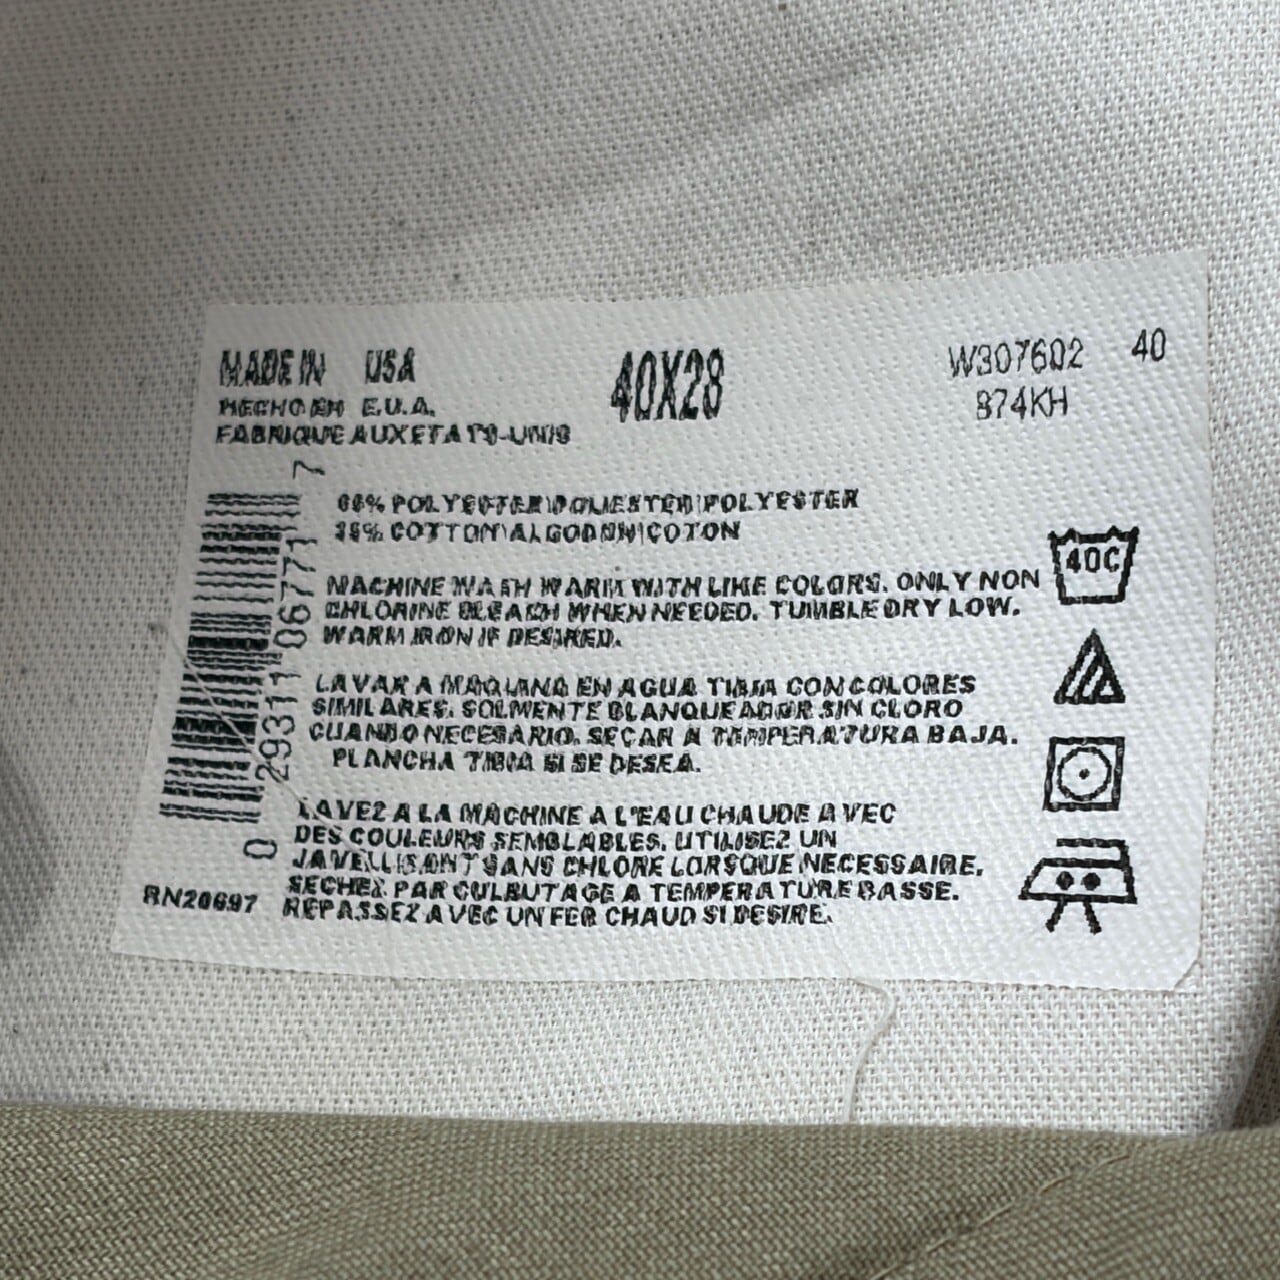 MADE IN USA
HECHO EN E.U.A.
FABRIQUE AUX ETATS-UNIS
40X28
W307602 40
874KH
% POLYESTER\POLIESTER\POLYESTER
35% COTTON\ALGODON\COTON
MACHINE WASH WARM WITH LIKE COLORS. ONLY NON
CHLORINE BLEACH WHEN NEEDED. TUMBLE DRY LOW.
WARM IRON IF DESIRED.
40C
LAVAR A MAQUINA EN AGUA TIBIA CON COLORES
SIMILARES. SOLMENTE BLANQUEADOR SIN CLORO
CUANDO NECESARIO. SECAR A TEMPERATURA BAJA.
PLANCHA TIBIA SI SE DESEA.
LAVEZ A LA MACHINE A L'EAU CHAUDE AVEC
DES COULEURS SEMBLABLES. UTILISEZ UN
JAVELLISANT SANS CHLORE LORSQUE NECESSAIRE.
SECHEZ PAR CULBUTAGE A TEMPERATURE BASSE.
REPASSEZ AVEC UN FER CHAUD SI DESIRE.
0 29311 06771 7
RN20697